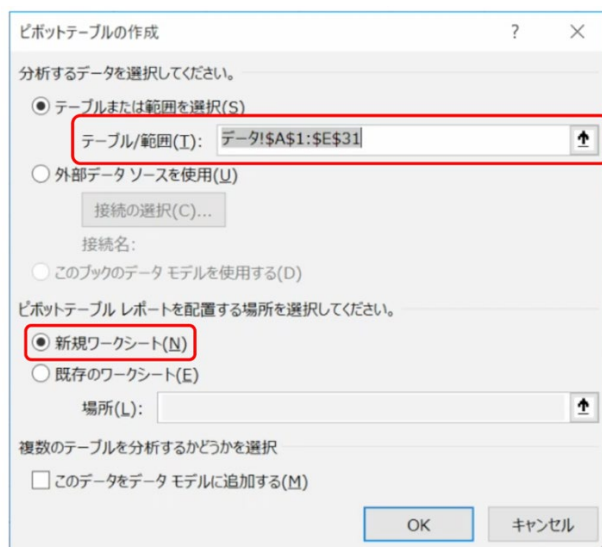 ピボットテーブルの作成 ? ×
分析するデータを選択してください。
テーブルまたは範囲を選択(S)
テーブル/範囲(T): データ!$A$1:$E$31
外部データ ソースを使用(U)
接続の選択(C)...
接続名:
このブックのデータ モデルを使用する(D)
ピボットテーブル レポートを配置する場所を選択してください。
新規ワークシート(N)
既存のワークシート(E)
場所(L):
複数のテーブルを分析するかどうかを選択
このデータをデータ モデルに追加する(M)
OK キャンセル